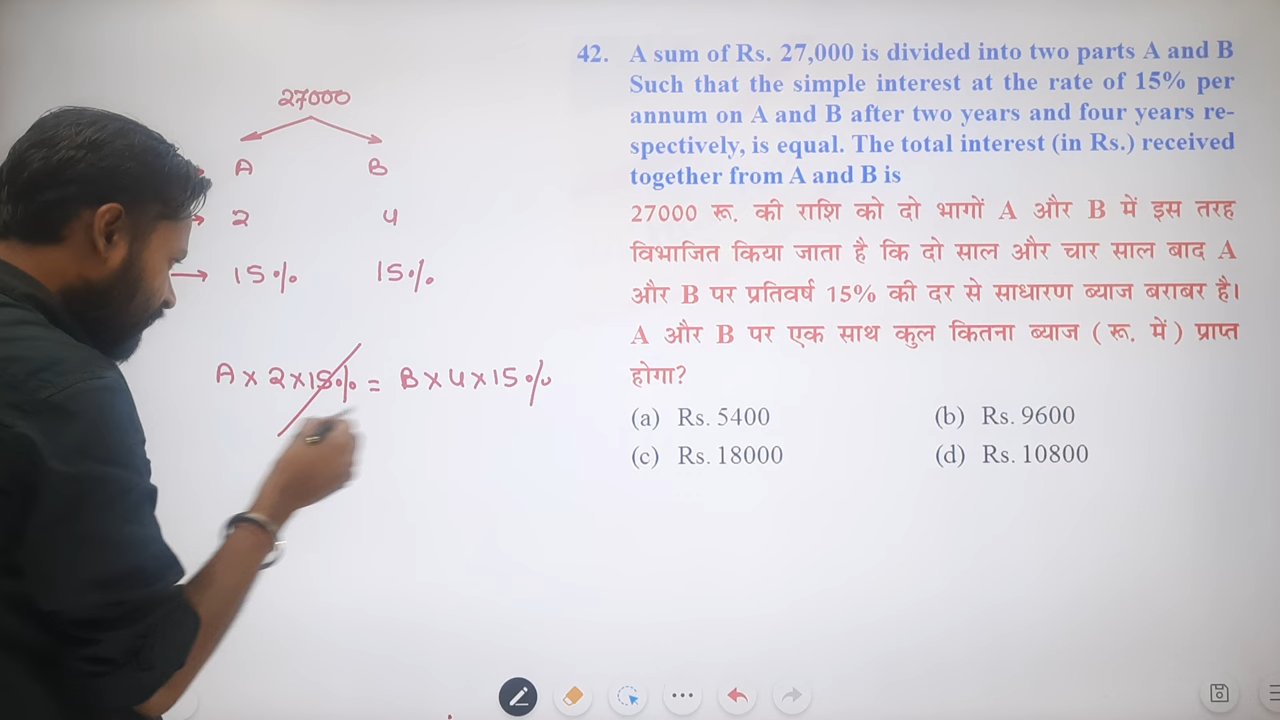 27000
A B
2 4
15% 15%
A × 2 × 15% = B × 4 × 15%
42. A sum of Rs. 27,000 is divided into two parts A and B
Such that the simple interest at the rate of 15% per
annum on A and B after two years and four years re-
spectively, is equal. The total interest (in Rs.) received
together from A and B is
27000 रू. की राशि को दो भागों A और B में इस तरह
विभाजित किया जाता है कि दो साल और चार साल बाद A
और B पर प्रतिवर्ष 15% की दर से साधारण ब्याज बराबर है।
A और B पर एक साथ कुल कितना ब्याज ( रू. में ) प्राप्त
होगा?
(a) Rs. 5400 (b) Rs. 9600
(c) Rs. 18000 (d) Rs. 10800